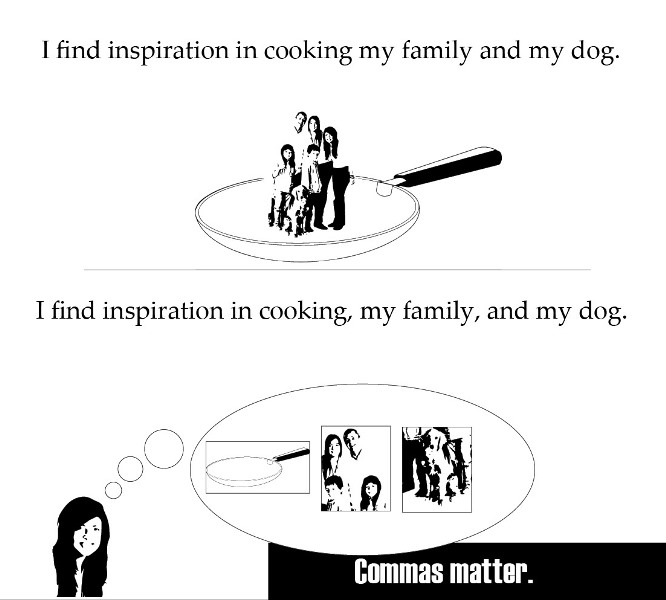 I find inspiration in cooking my family and my dog.
I find inspiration in cooking, my family, and my dog.
Commas matter.